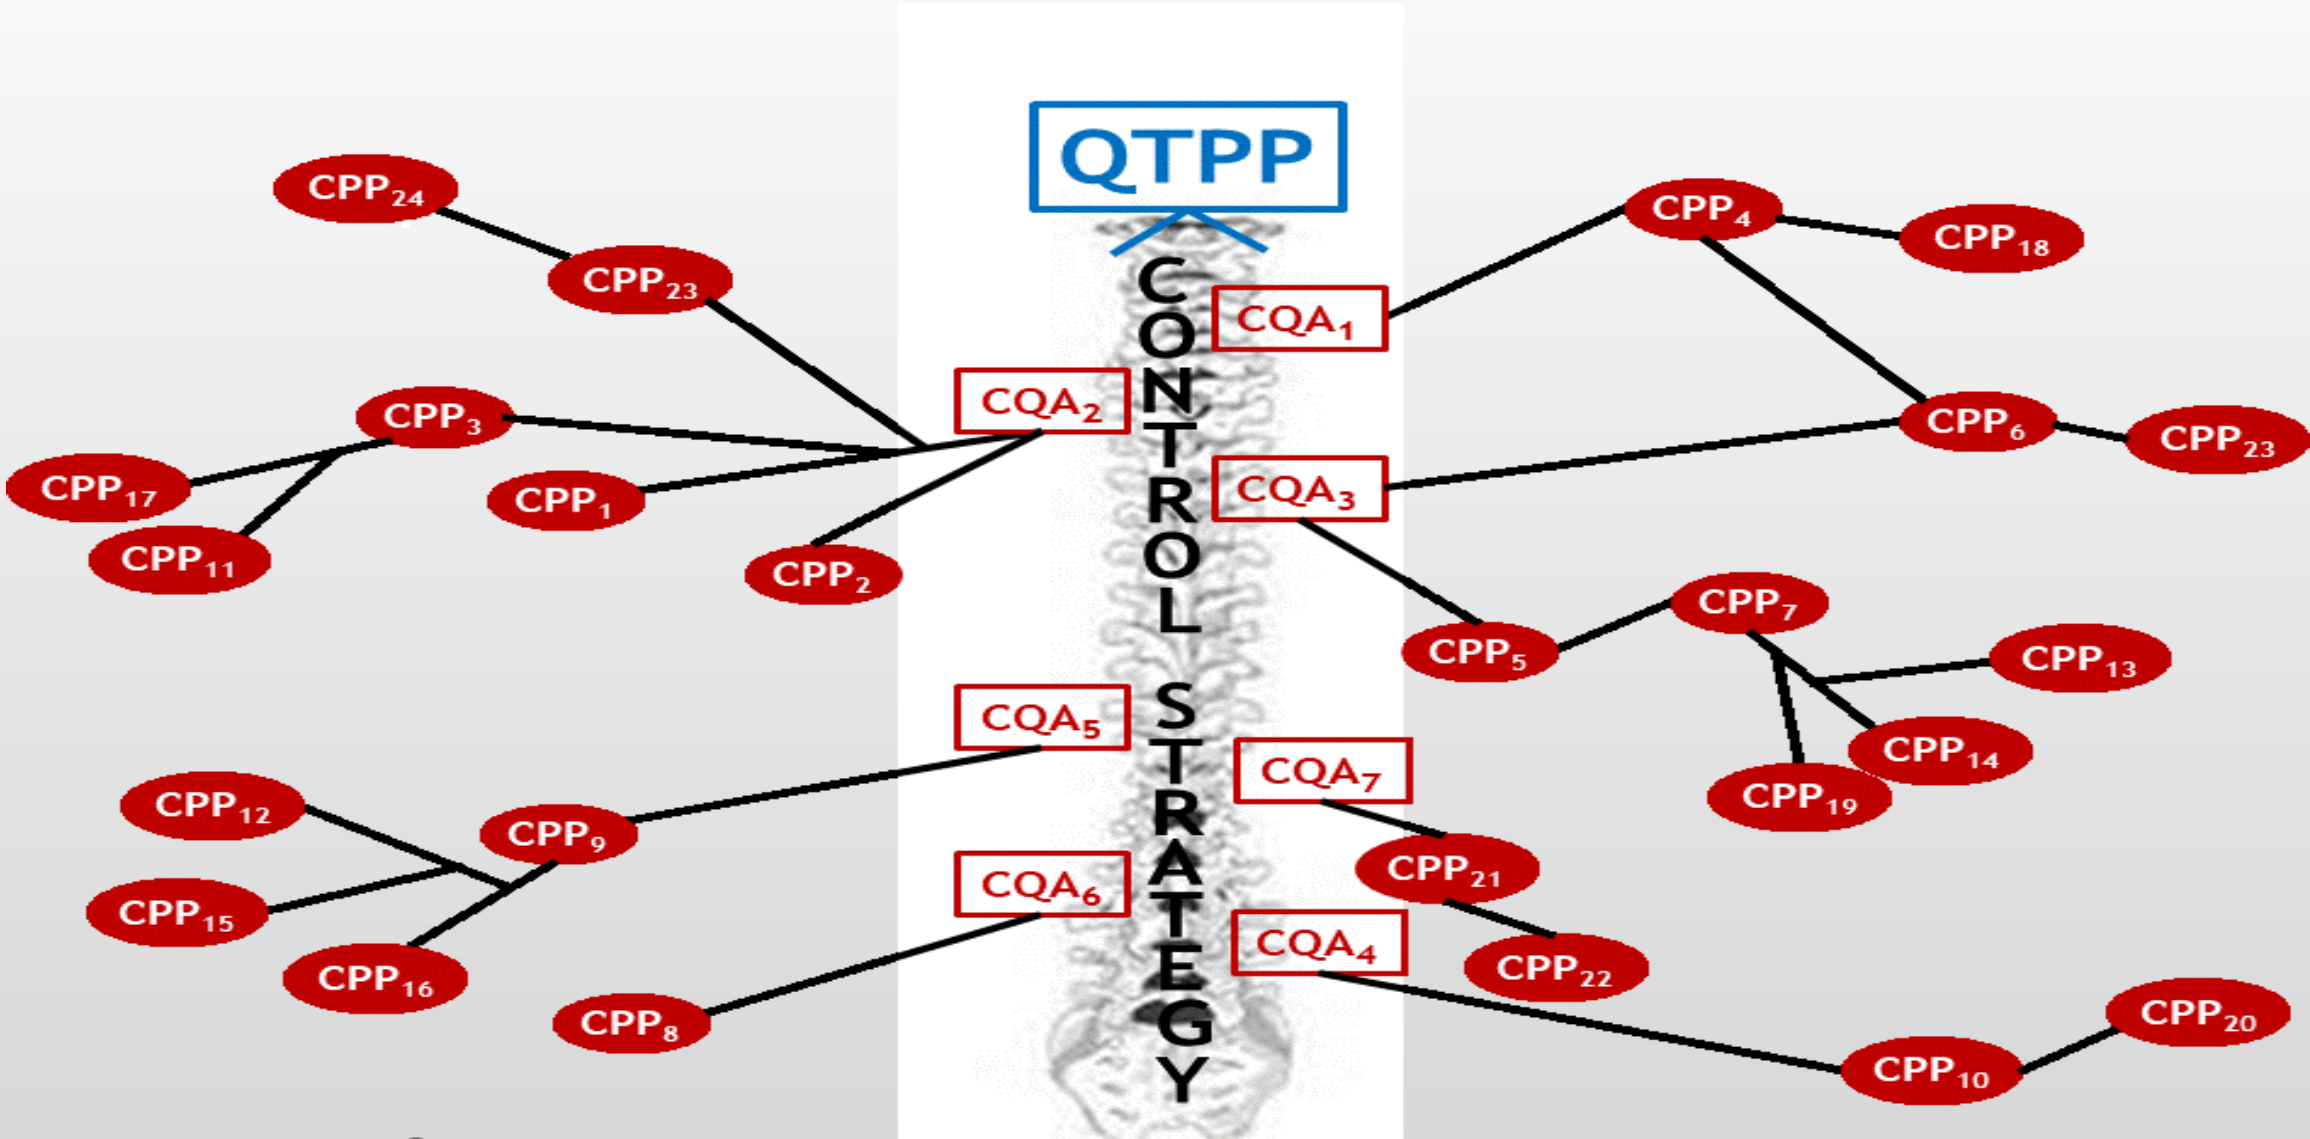 QTPP
CONTROL STRATEGY
CPP24
CPP23
CPP3
CPP17
CPP11
CPP1
CPP2
CQA2
CQA1
CPP4
CPP18
CPP6
CPP23
CQA3
CPP5
CPP7
CPP13
CPP14
CPP19
CQA5
CPP9
CPP12
CPP15
CPP16
CQA6
CPP8
CQA7
CPP21
CPP22
CQA4
CPP10
CPP20